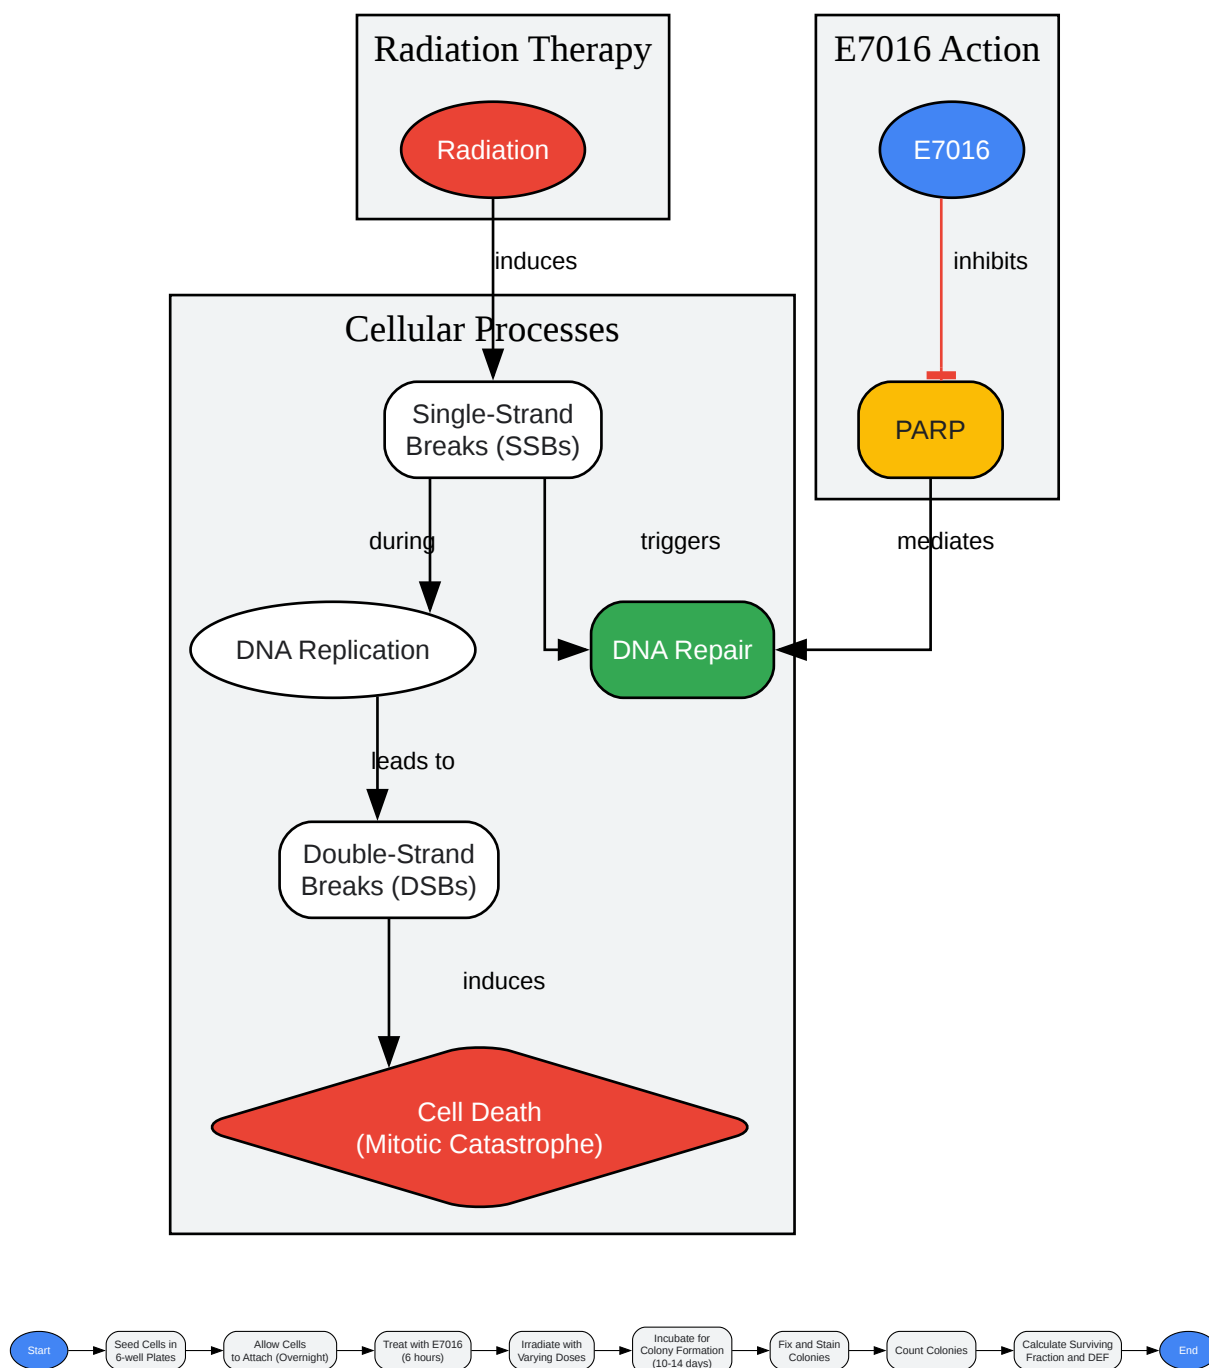 Radiation Therapy
E7016 Action
Radiation
E7016
induces
inhibits
Cellular Processes
Single-Strand
Breaks (SSBs)
PARP
during
triggers
mediates
DNA Replication
DNA Repair
leads to
Double-Strand
Breaks (DSBs)
induces
Cell Death
(Mitotic Catastrophe)
Start
Seed Cells in
6-well Plates
Allow Cells
to Attach (Overnight)
Treat with E7016
(6 hours)
Irradiate with
Varying Doses
Incubate for
Colony Formation
(10-14 days)
Fix and Stain
Colonies
Count Colonies
Calculate Surviving
Fraction and DEF
End